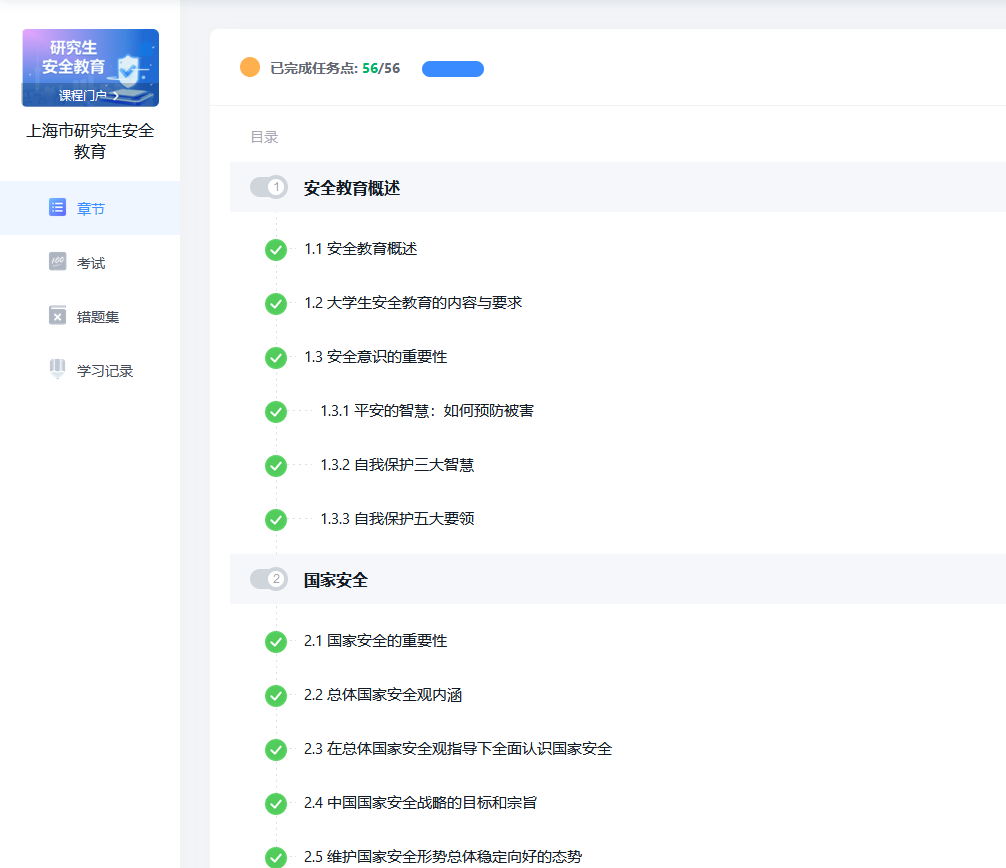 研究生
安全教育
课程门户 >
上海市研究生安全
教育
章节
考试
错题集
学习记录
已完成任务点: 56/56
目录
1 安全教育概述
1.1 安全教育概述
1.2 大学生安全教育的内容与要求
1.3 安全意识的重要性
1.3.1 平安的智慧：如何预防被害
1.3.2 自我保护三大智慧
1.3.3 自我保护五大要领
2 国家安全
2.1 国家安全的重要性
2.2 总体国家安全观内涵
2.3 在总体国家安全观指导下全面认识国家安全
2.4 中国国家安全战略的目标和宗旨
2.5 维护国家安全形势总体稳定向好的态势